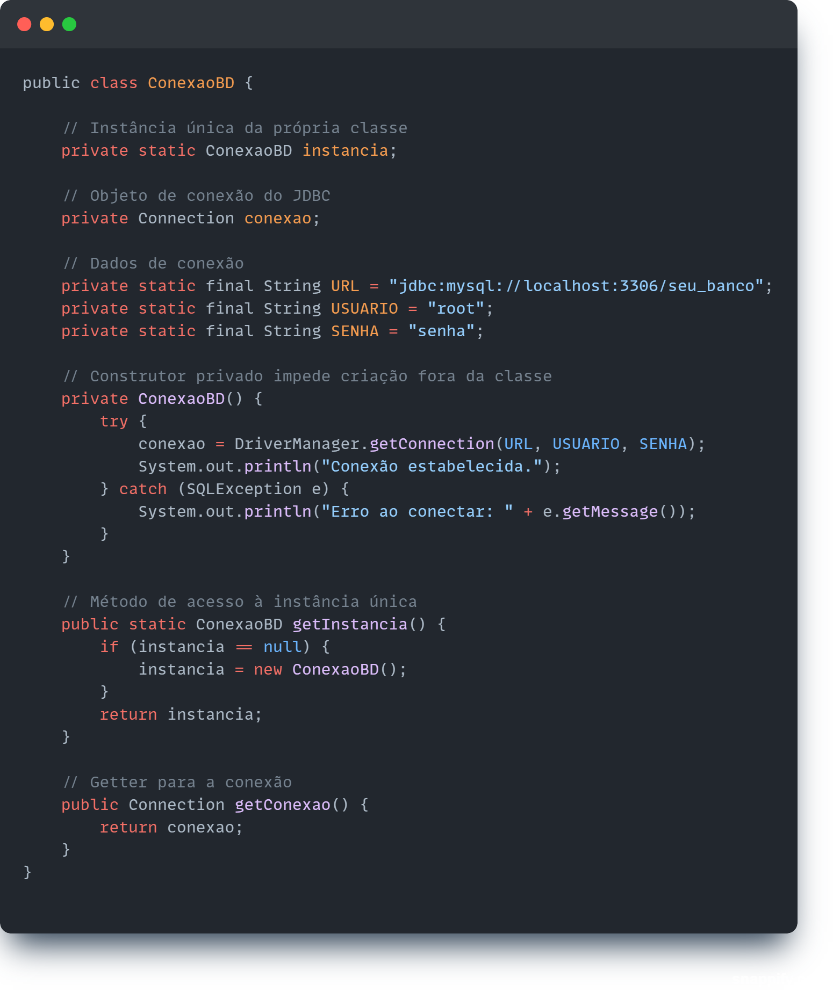 public class ConexaoBD {
// Instância única da própria classe
private static ConexaoBD instancia;
// Objeto de conexão do JDBC
private Connection conexao;
// Dados de conexão
private static final String URL = "jdbc:mysql://localhost:3306/seu_banco";
private static final String USUARIO = "root";
private static final String SENHA = "senha";
// Construtor privado impede criação fora da classe
private ConexaoBD() {
try {
conexao = DriverManager.getConnection(URL, USUARIO, SENHA);
System.out.println("Conexão estabelecida.");
} catch (SQLException e) {
System.out.println("Erro ao conectar: " + e.getMessage());
}
}
// Método de acesso à instância única
public static ConexaoBD getInstancia() {
if (instancia == null) {
instancia = new ConexaoBD();
}
return instancia;
}
// Getter para a conexão
public Connection getConexao() {
return conexao;
}
}